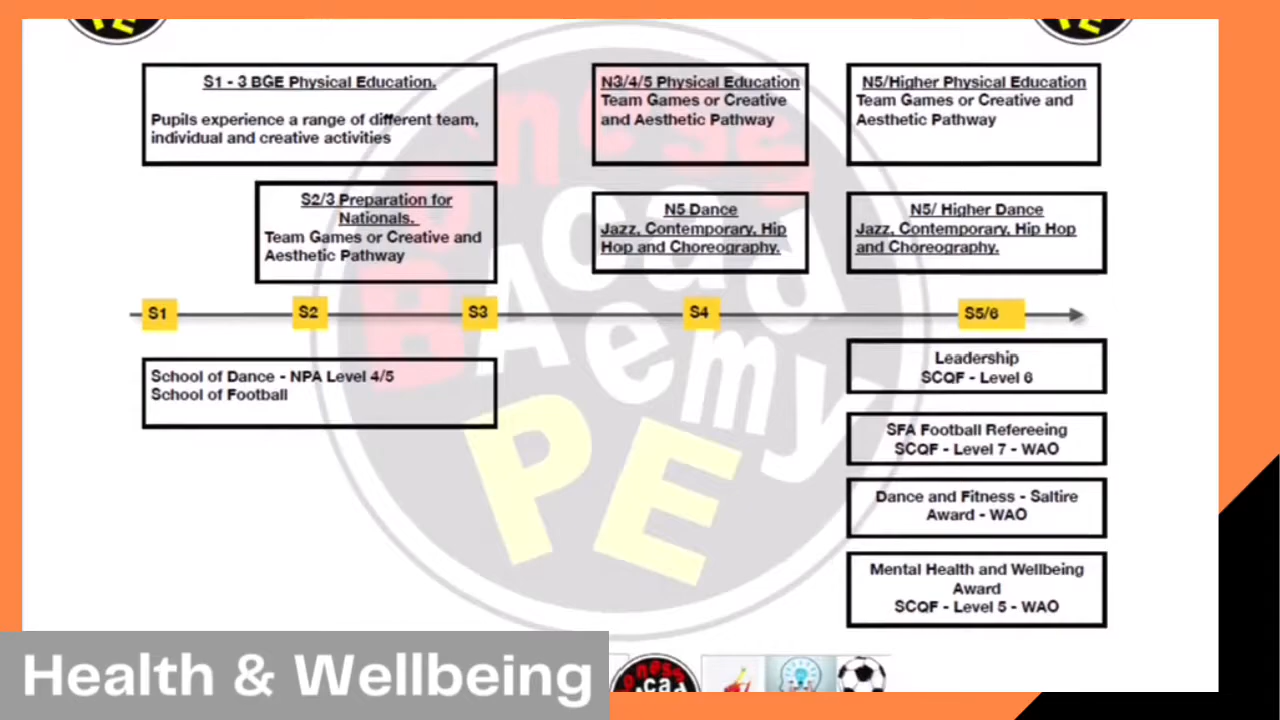 PE
PE
S1 - 3 BGE Physical Education.
Pupils experience a range of different team,
individual and creative activities
N3/4/5 Physical Education
Team Games or Creative
and Aesthetic Pathway
N5/Higher Physical Education
Team Games or Creative and
Aesthetic Pathway
S2/3 Preparation for
Nationals.
Team Games or Creative and
Aesthetic Pathway
N5 Dance
Jazz, Contemporary, Hip
Hop and Choreography.
N5/ Higher Dance
Jazz, Contemporary, Hip Hop
and Choreography.
S1
S2
S3
S4
S5/6
School of Dance - NPA Level 4/5
School of Football
Leadership
SCQF - Level 6
SFA Football Refereeing
SCQF - Level 7 - WAO
Dance and Fitness - Saltire
Award - WAO
Mental Health and Wellbeing
Award
SCQF - Level 5 - WAO
Academy
PE
Health & Wellbeing